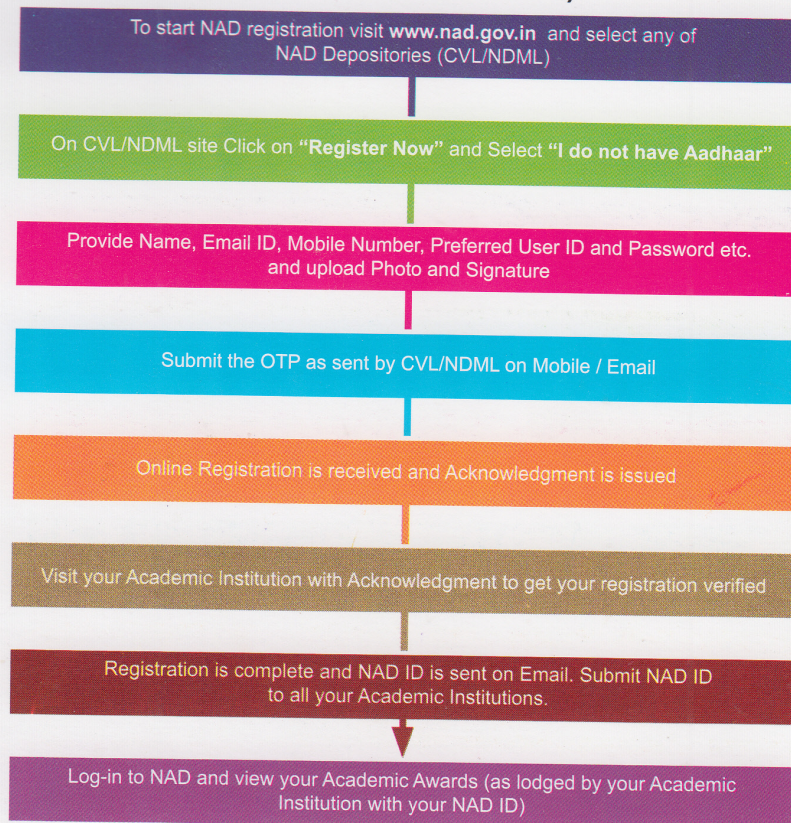 To start NAD registration visit www.nad.gov.in and select any of
NAD Depositories (CVL/NDML)
On CVL/NDML site Click on “Register Now” and Select “I do not have Aadhaar”
Provide Name, Email ID, Mobile Number, Preferred User ID and Password etc.
and upload Photo and Signature
Submit the OTP as sent by CVL/NDML on Mobile / Email
Online Registration is received and Acknowledgment is issued
Visit your Academic Institution with Acknowledgment to get your registration verified
Registration is complete and NAD ID is sent on Email. Submit NAD ID
to all your Academic Institutions.
Log-in to NAD and view your Academic Awards (as lodged by your Academic
Institution with your NAD ID)